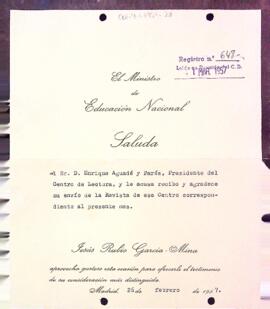 Registro n.° 648-
1 MAR. 1957
El Ministro
de
Educación Nacional
Saluda
al Sr. D. Enrique Aguadé y Parés, Presidente del
Centro de Lectura, y le acusa recibo y agradece
su envío de la Revista de ese Centro correspon-
diente al presente mes.
Jesús Rubio García-Mina
aprovecha gustoso esta ocasión para ofrecerle el testimonio
de su consideración más distinguida.
Madrid, 26 de febrero de 1957.